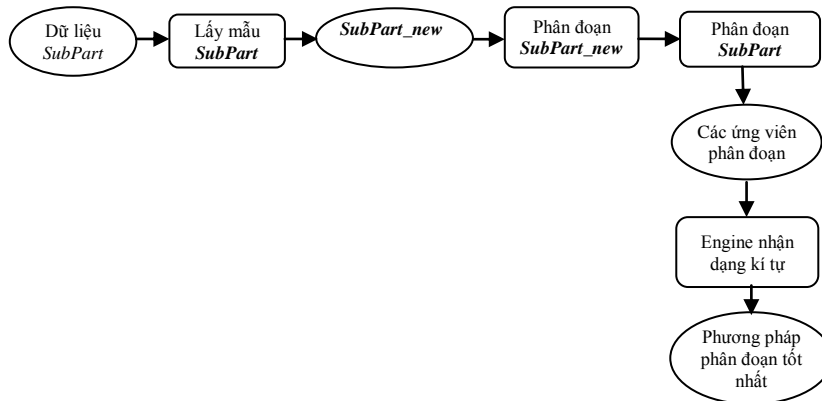 Dữ liệu
SubPart
Lấy mẫu
SubPart
SubPart_new
Phân đoạn
SubPart_new
Phân đoạn
SubPart
Các ứng viên
phân đoạn
Engine nhận
dạng kí tự
Phương pháp
phân đoạn tốt
nhất